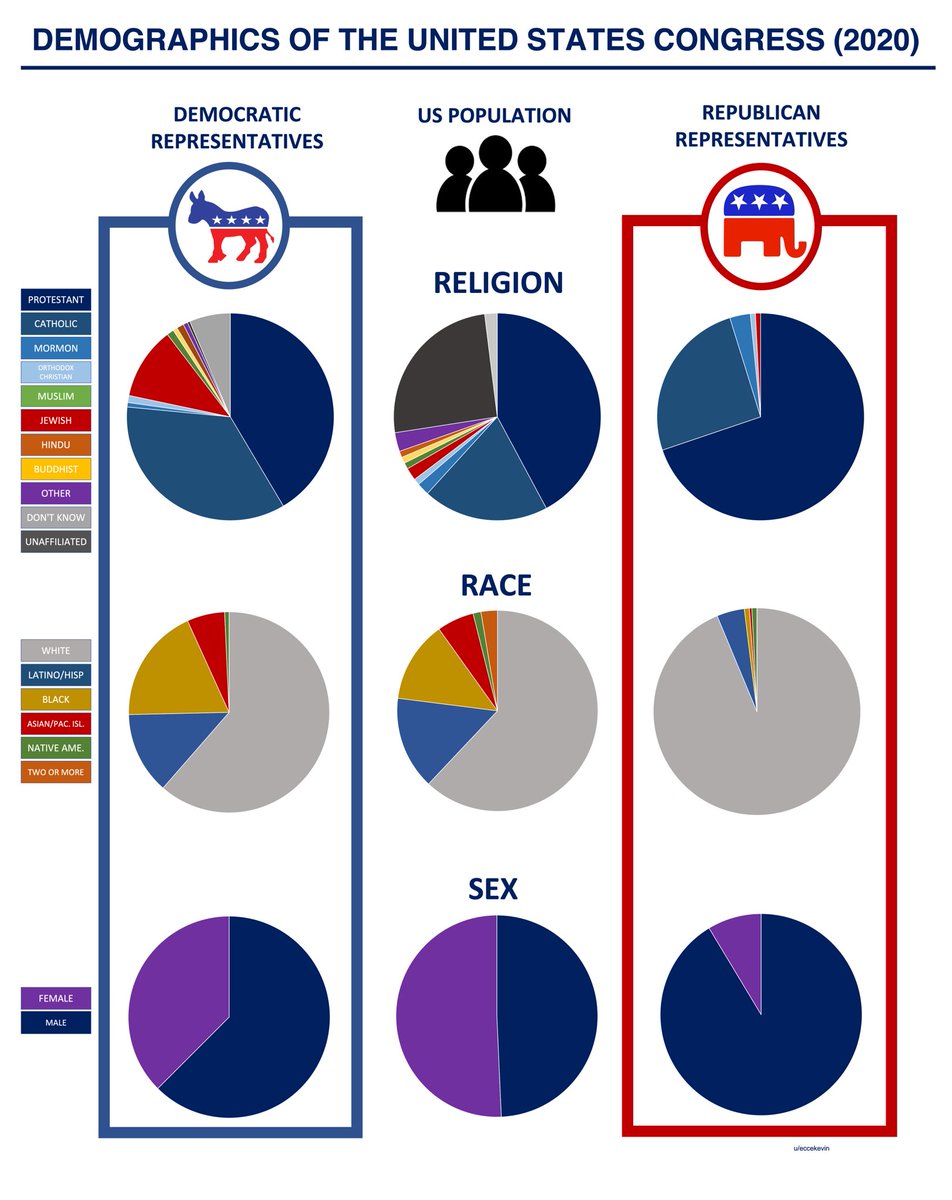 DEMOGRAPHICS OF THE UNITED STATES CONGRESS (2020)
DEMOCRATIC
REPRESENTATIVES
US POPULATION
REPUBLICAN
REPRESENTATIVES
RELIGION
PROTESTANT
CATHOLIC
MORMON
ORTHODOX
CHRISTIAN
MUSLIM
JEWISH
HINDU
BUDDHIST
OTHER
DON'T KNOW
UNAFFILIATED
RACE
WHITE
LATINO/HISP
BLACK
ASIAN/PAC. ISL.
NATIVE AME.
TWO OR MORE
SEX
FEMALE
MALE
u/eccekevin